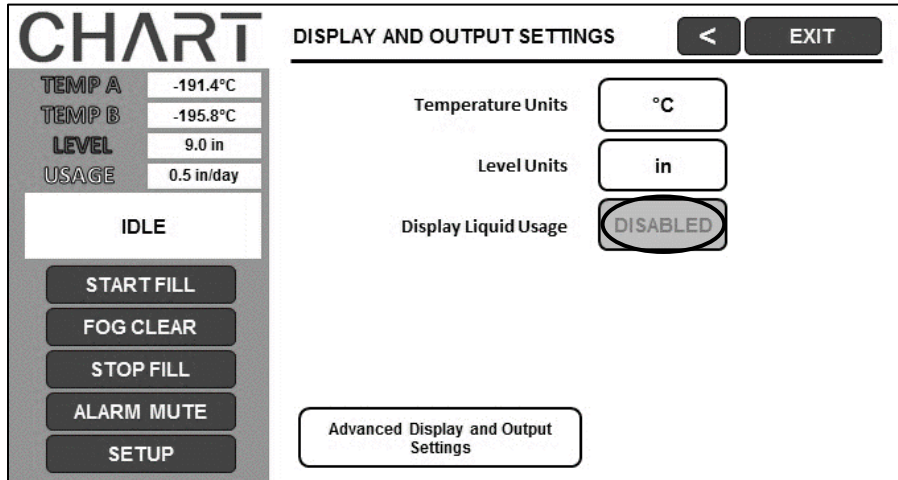 CHART
DISPLAY AND OUTPUT SETTINGS
<
EXIT
TEMP A -191.4°C
TEMP B -195.8°C
LEVEL 9.0 in
USAGE 0.5 in/day
IDLE
START FILL
FOG CLEAR
STOP FILL
ALARM MUTE
SETUP
Temperature Units °C
Level Units in
Display Liquid Usage DISABLED
Advanced Display and Output
Settings